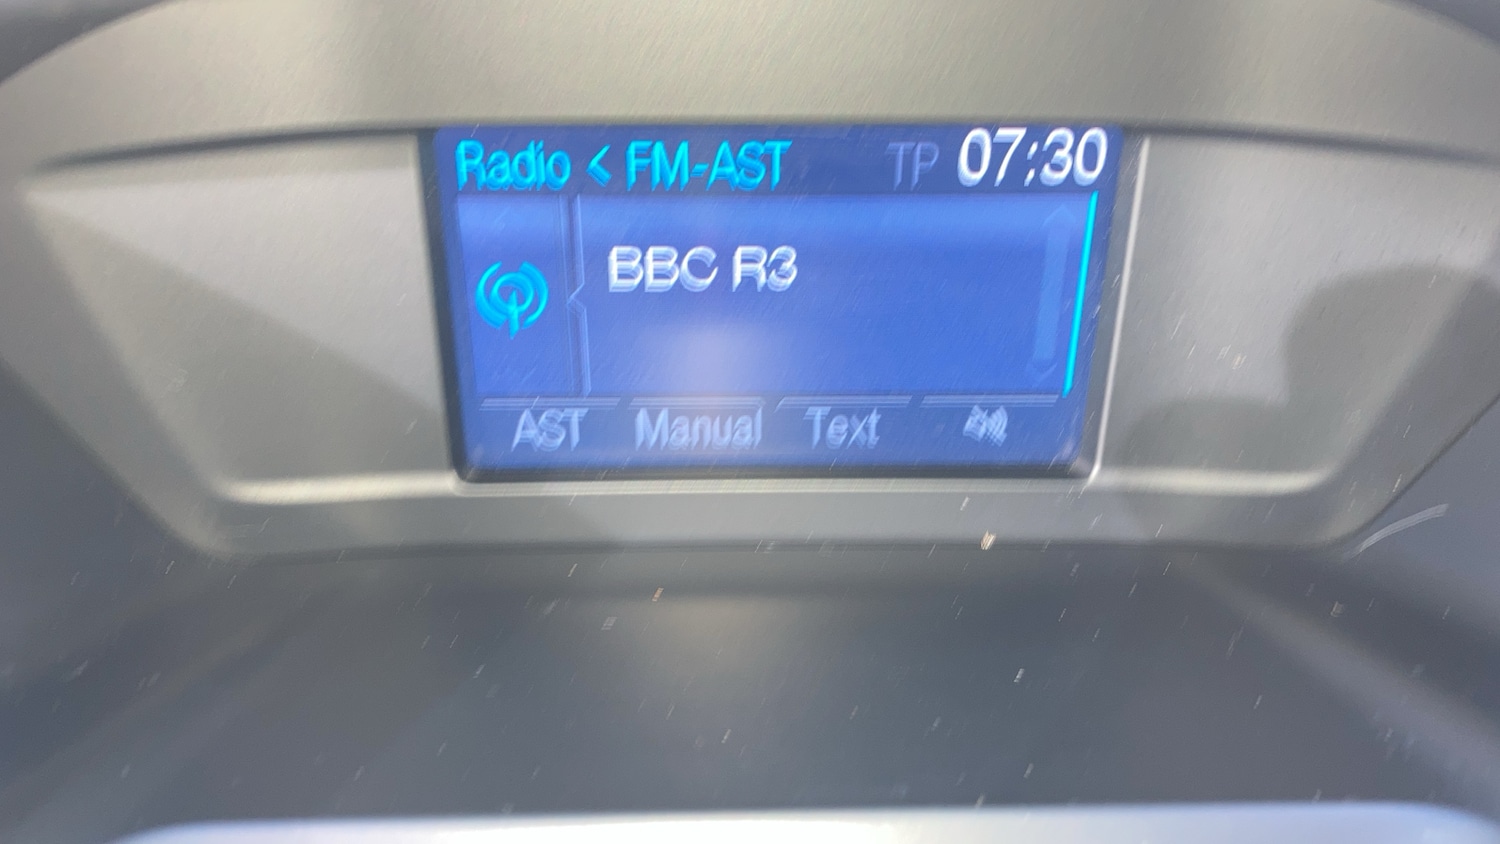 Radio < FM-AST TP 07:30
BBC R3
AST Manual Text